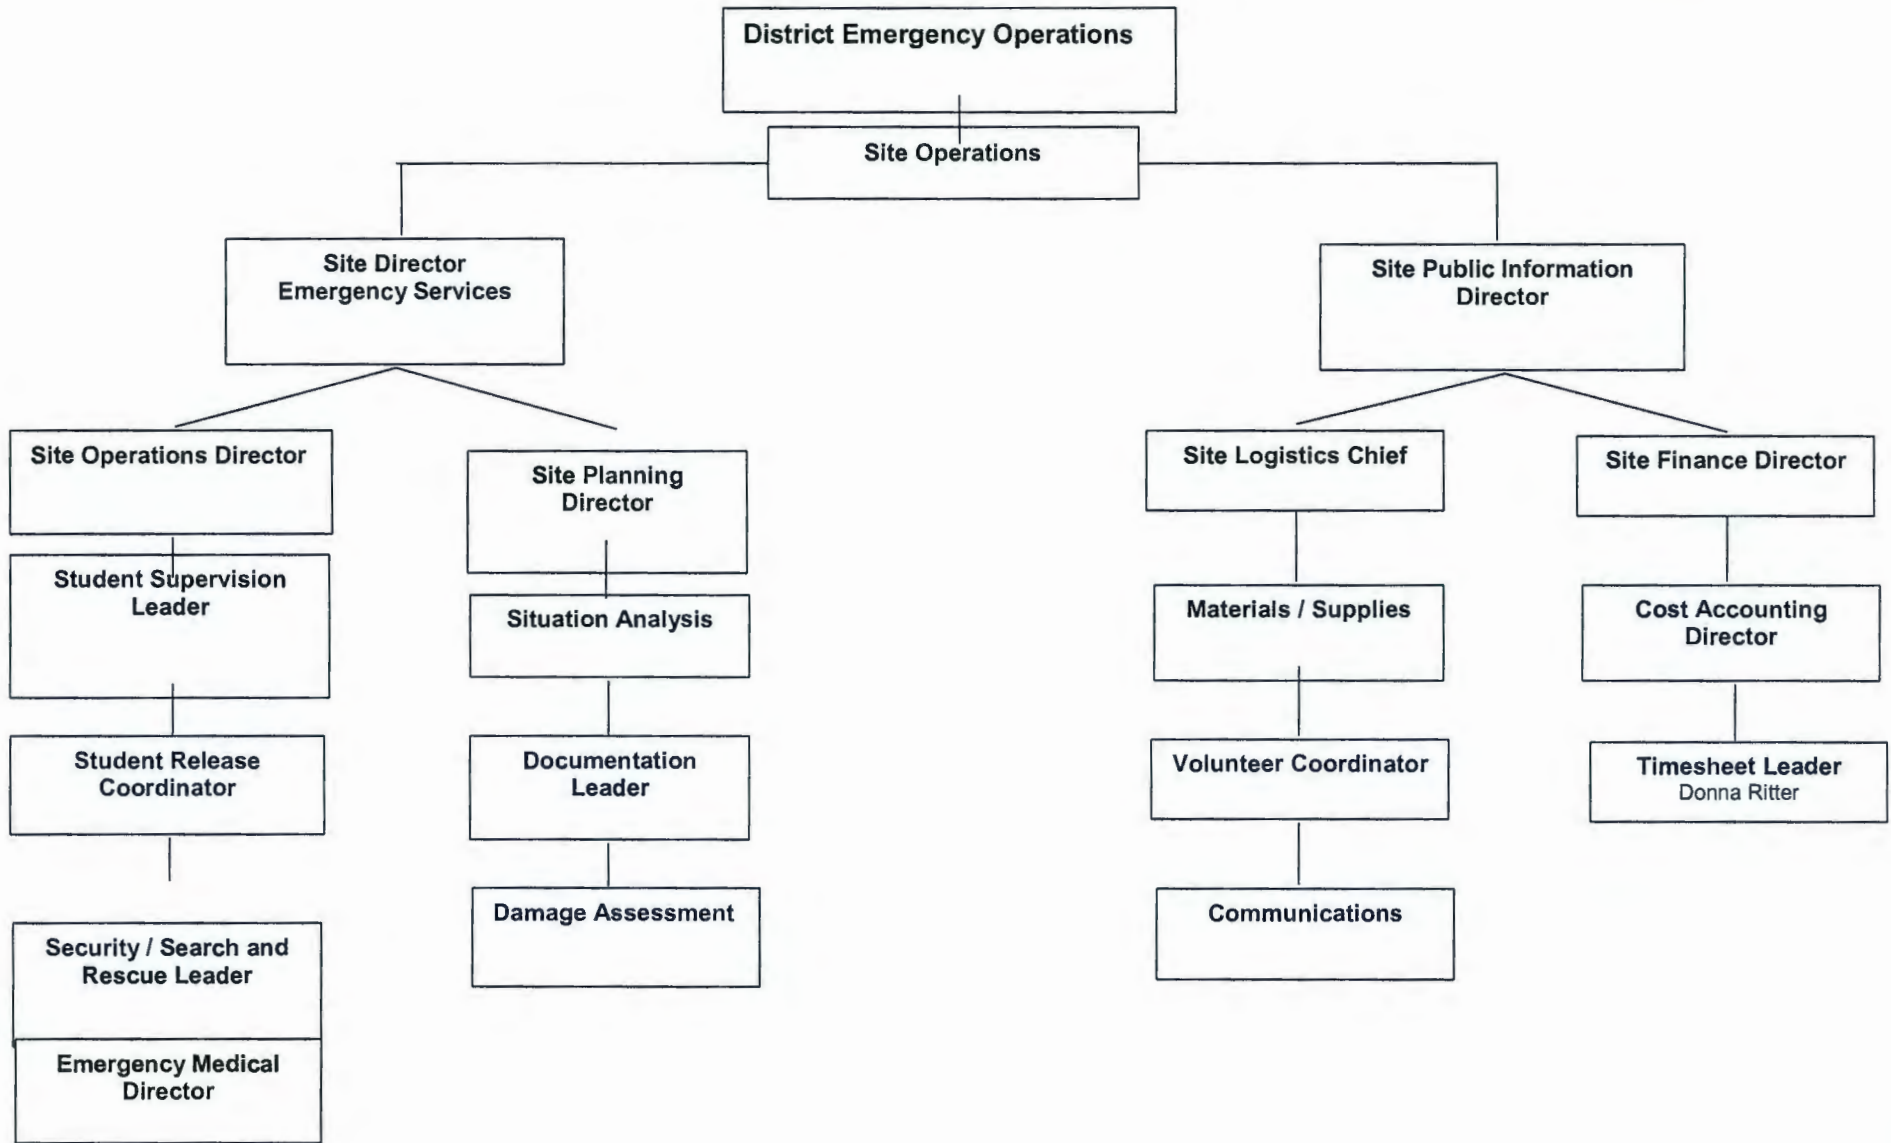 District Emergency Operations
Site Operations
Site Director
Emergency Services
Site Public Information
Director
Site Operations Director
Site Planning
Director
Site Logistics Chief
Site Finance Director
Student Supervision
Leader
Situation Analysis
Materials / Supplies
Cost Accounting
Director
Student Release
Coordinator
Documentation
Leader
Volunteer Coordinator
Timesheet Leader
Donna Ritter
Damage Assessment
Communications
Security / Search and
Rescue Leader
Emergency Medical
Director